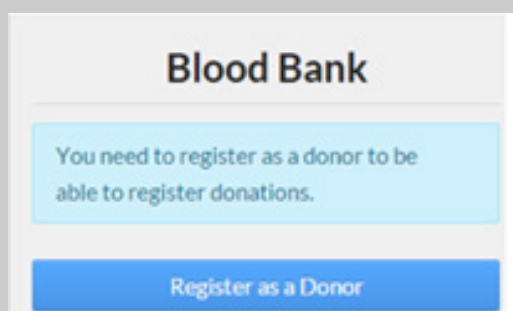 Blood Bank
You need to register as a donor to be
able to register donations.
Register as a Donor